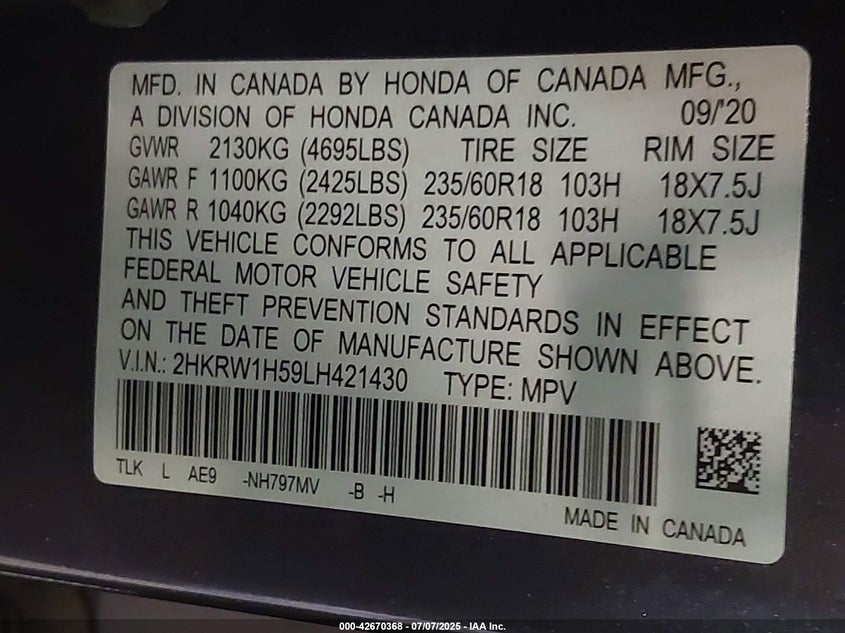 MFD. IN CANADA BY HONDA OF CANADA MFG.,
A DIVISION OF HONDA CANADA INC. 09/'20
GVWR 2130KG (4695LBS) TIRE SIZE RIM SIZE
GAWR F 1100KG (2425LBS) 235/60R18 103H 18X7.5J
GAWR R 1040KG (2292LBS) 235/60R18 103H 18X7.5J
THIS VEHICLE CONFORMS TO ALL APPLICABLE
FEDERAL MOTOR VEHICLE SAFETY
AND THEFT PREVENTION STANDARDS IN EFFECT
ON THE DATE OF MANUFACTURE SHOWN ABOVE.
V.I.N.: 2HKRW1H59LH421430 TYPE: MPV
TLK L AE9 -NH797MV -B -H
MADE IN CANADA
000-42670368 - 07/07/2025 - IAA Inc.